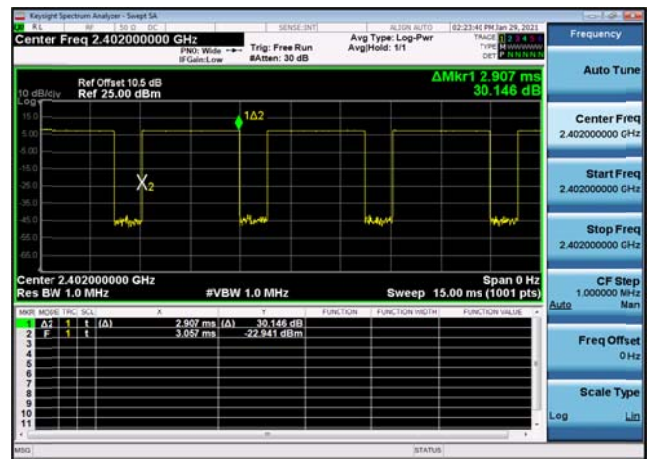 Keysight Spectrum Analyzer - Swept SA
RL RF 50 Ω DC SENSE:INT ALIGN AUTO 02:23:41 PM Jan 29, 2021
Center Freq 2.402000000 GHz
PNO: Wide
IFGain:Low
Trig: Free Run
#Atten: 30 dB
Avg Type: Log-Pwr
Avg|Hold: 1/1
TRACE 1 2 3 4 5 6
TYPE M WWWWW
DET P N N N N N
Ref Offset 10.5 dB
10 dB/div Ref 25.00 dBm
Log
ΔMkr1 2.907 ms
30.146 dB
15.0
5.00
-5.00
-15.0
-25.0
-35.0
-45.0
-55.0
-65.0
1Δ2
X2
Center 2.402000000 GHz
Res BW 1.0 MHz
#VBW 1.0 MHz
Span 0 Hz
Sweep 15.00 ms (1001 pts)
MKR MODE TRC SCL X Y FUNCTION FUNCTION WIDTH FUNCTION VALUE
1 Δ2 1 t (Δ) 2.907 ms (Δ) 30.146 dB
2 F 1 t 3.057 ms -22.941 dBm
3
4
5
6
7
8
9
10
11
MSG STATUS
Frequency
Auto Tune
Center Freq
2.402000000 GHz
Start Freq
2.402000000 GHz
Stop Freq
2.402000000 GHz
CF Step
1.000000 MHz
Auto Man
Freq Offset
0 Hz
Scale Type
Log Lin